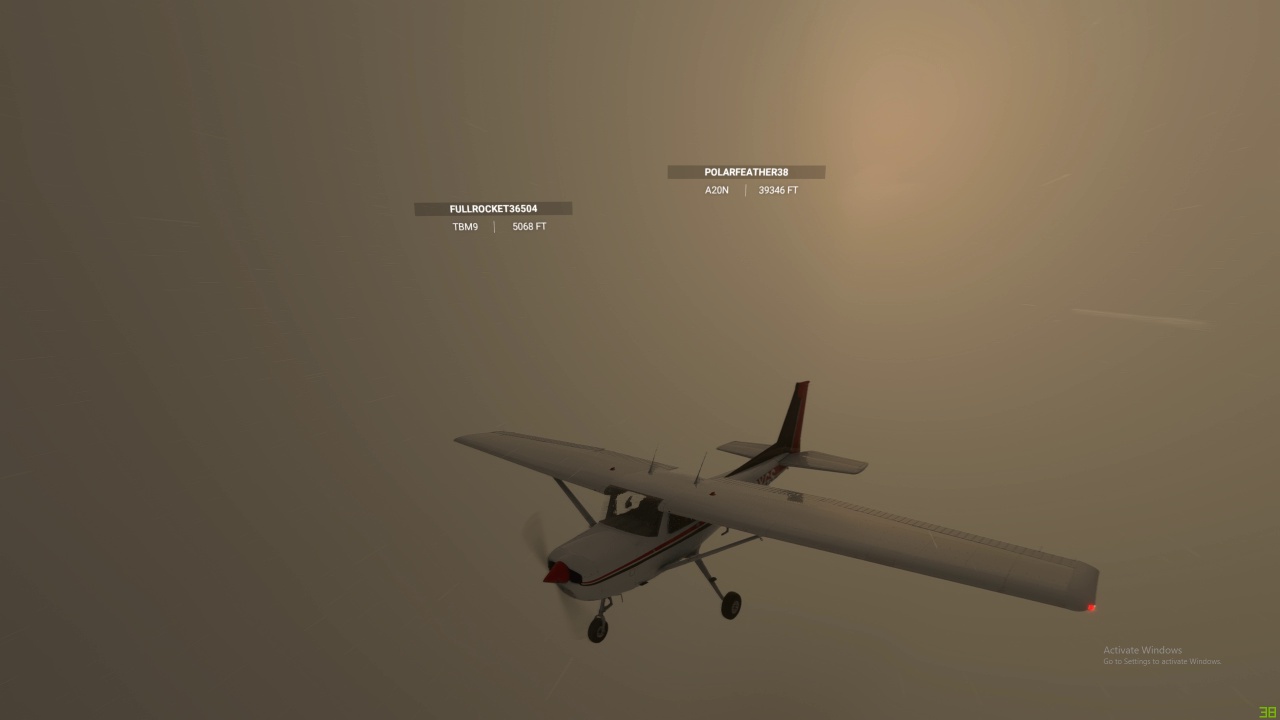 POLARFEATHER38
A20N | 39346 FT
FULLROCKET36504
TBM9 | 5068 FT
Activate Windows
Go to Settings to activate Windows.
38